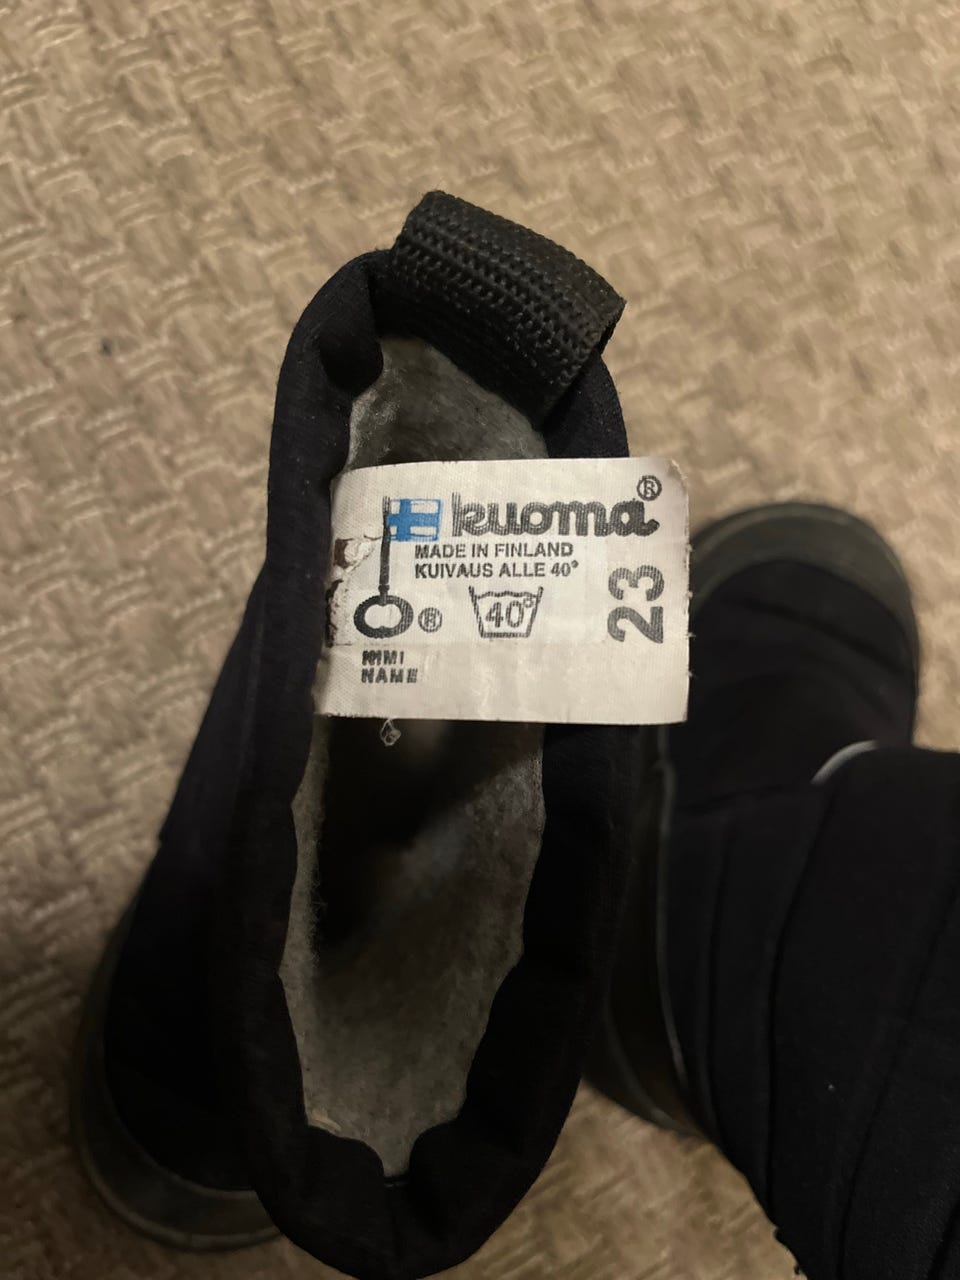 kuoma®
MADE IN FINLAND
KUIVAUS ALLE 40°
23
® 40°
NIMI
NAME